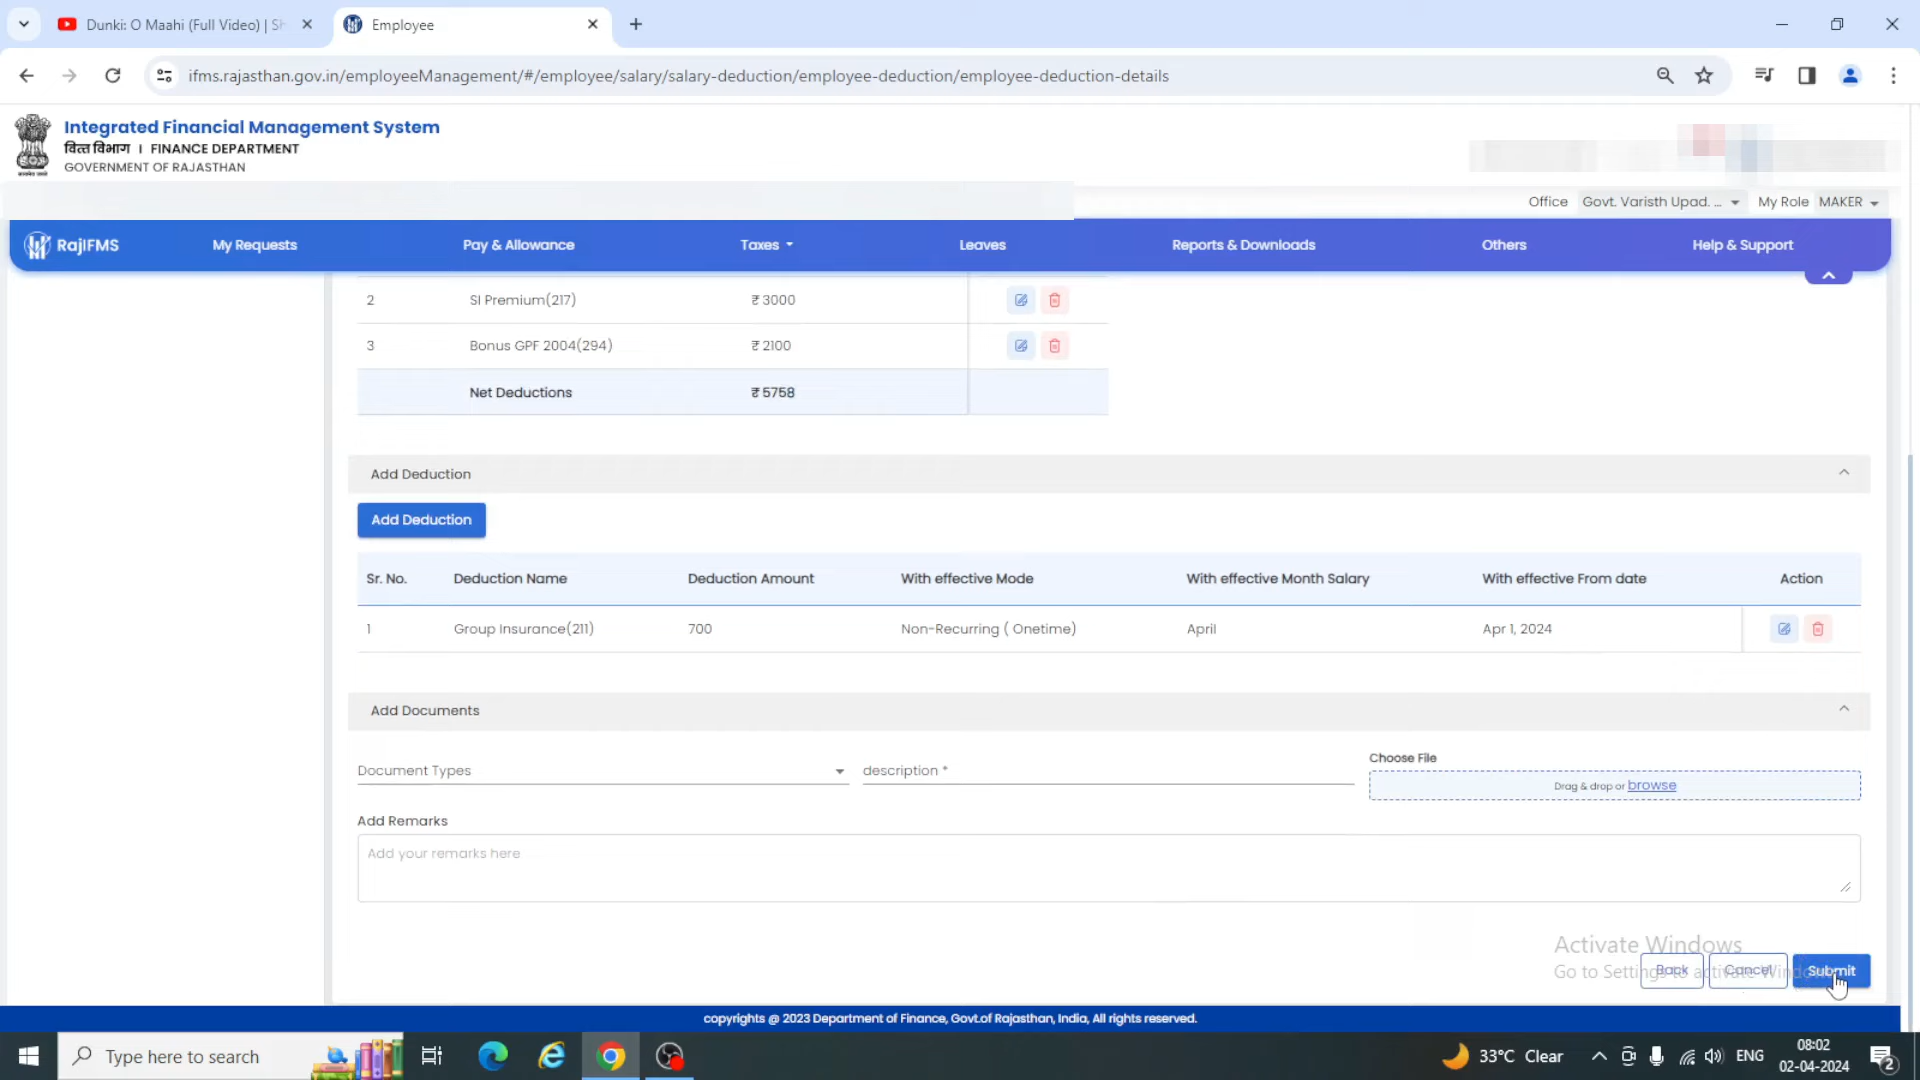 Dunki: O Maahi (Full Video) | Sh
Employee
ifms.rajasthan.gov.in/employeeManagement/#/employee/salary/salary-deduction/employee-deduction/employee-deduction-details
Integrated Financial Management System
वित्त विभाग | FINANCE DEPARTMENT
GOVERNMENT OF RAJASTHAN
Office Govt. Varisth Upad. ... My Role MAKER
RajIFMS My Requests Pay & Allowance Taxes Leaves Reports & Downloads Others Help & Support
2 SI Premium(217) ₹ 3000
3 Bonus GPF 2004(294) ₹ 2100
Net Deductions ₹ 5758
Add Deduction
Add Deduction
Sr. No. Deduction Name Deduction Amount With effective Mode With effective Month Salary With effective From date Action
1 Group Insurance(211) 700 Non-Recurring ( Onetime) April Apr 1, 2024
Add Documents
Choose File
Document Types description *
Drag & drop or browse
Add Remarks
Add your remarks here
Activate Windows
Go to Settings to activate Windows.
Back Cancel Submit
copyrights @ 2023 Department of Finance, Govt.of Rajasthan, India, All rights reserved.
Type here to search
33°C Clear
ENG
08:02
02-04-2024
2